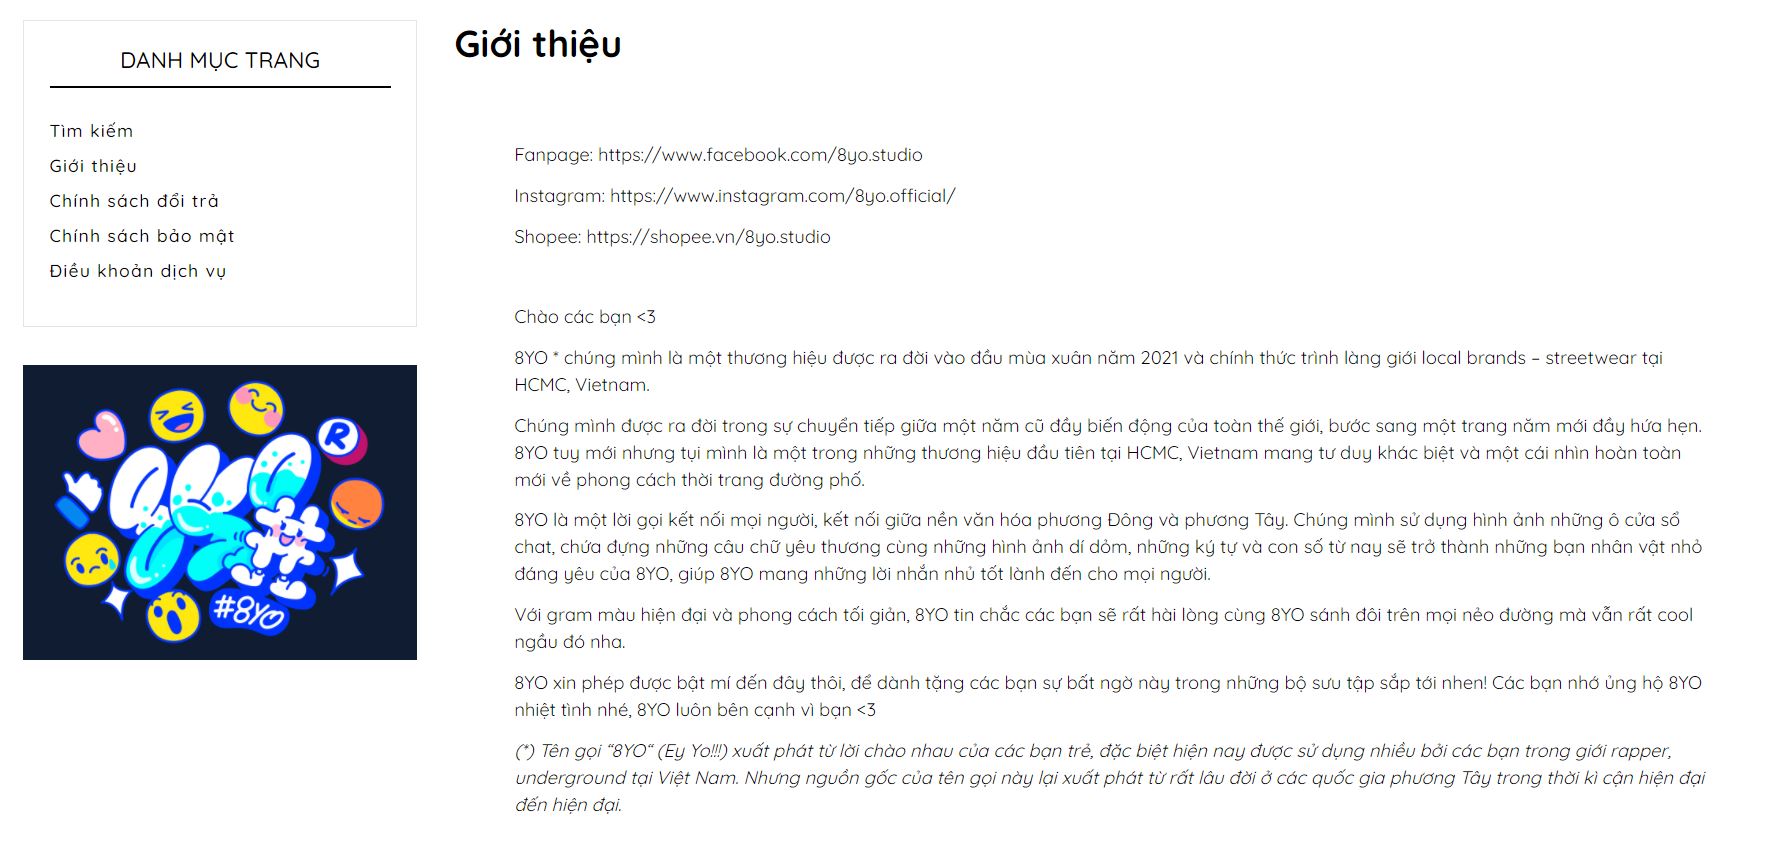 DANH MỤC TRANG
Tìm kiếm
Giới thiệu
Chính sách đổi trả
Chính sách bảo mật
Điều khoản dịch vụ
R
#8YO
Giới thiệu
Fanpage: https://www.facebook.com/8yo.studio
Instagram: https://www.instagram.com/8yo.official/
Shopee: https://shopee.vn/8yo.studio
Chào các bạn <3
8YO * chúng mình là một thương hiệu được ra đời vào đầu mùa xuân năm 2021 và chính thức trình làng giới local brands – streetwear tại
HCMC, Vietnam.
Chúng mình được ra đời trong sự chuyển tiếp giữa một năm cũ đầy biến động của toàn thế giới, bước sang một trang năm mới đầy hứa hẹn.
8YO tuy mới nhưng tụi mình là một trong những thương hiệu đầu tiên tại HCMC, Vietnam mang tư duy khác biệt và một cái nhìn hoàn toàn
mới về phong cách thời trang đường phố.
8YO là một lời gọi kết nối mọi người, kết nối giữa nền văn hóa phương Đông và phương Tây. Chúng mình sử dụng hình ảnh những ô cửa sổ
chat, chứa đựng những câu chữ yêu thương cùng những hình ảnh dí dỏm, những ký tự và con số từ nay sẽ trở thành những bạn nhân vật nhỏ
đáng yêu của 8YO, giúp 8YO mang những lời nhắn nhủ tốt lành đến cho mọi người.
Với gram màu hiện đại và phong cách tối giản, 8YO tin chắc các bạn sẽ rất hài lòng cùng 8YO sánh đôi trên mọi nẻo đường mà vẫn rất cool
ngầu đó nha.
8YO xin phép được bật mí đến đây thôi, để dành tặng các bạn sự bất ngờ này trong những bộ sưu tập sắp tới nhen! Các bạn nhớ ủng hộ 8YO
nhiệt tình nhé, 8YO luôn bên cạnh vì bạn <3
(*) Tên gọi “8YO“ (Ey Yo!!!) xuất phát từ lời chào nhau của các bạn trẻ, đặc biệt hiện nay được sử dụng nhiều bởi các bạn trong giới rapper,
underground tại Việt Nam. Nhưng nguồn gốc của tên gọi này lại xuất phát từ rất lâu đời ở các quốc gia phương Tây trong thời kì cận hiện đại
đến hiện đại.